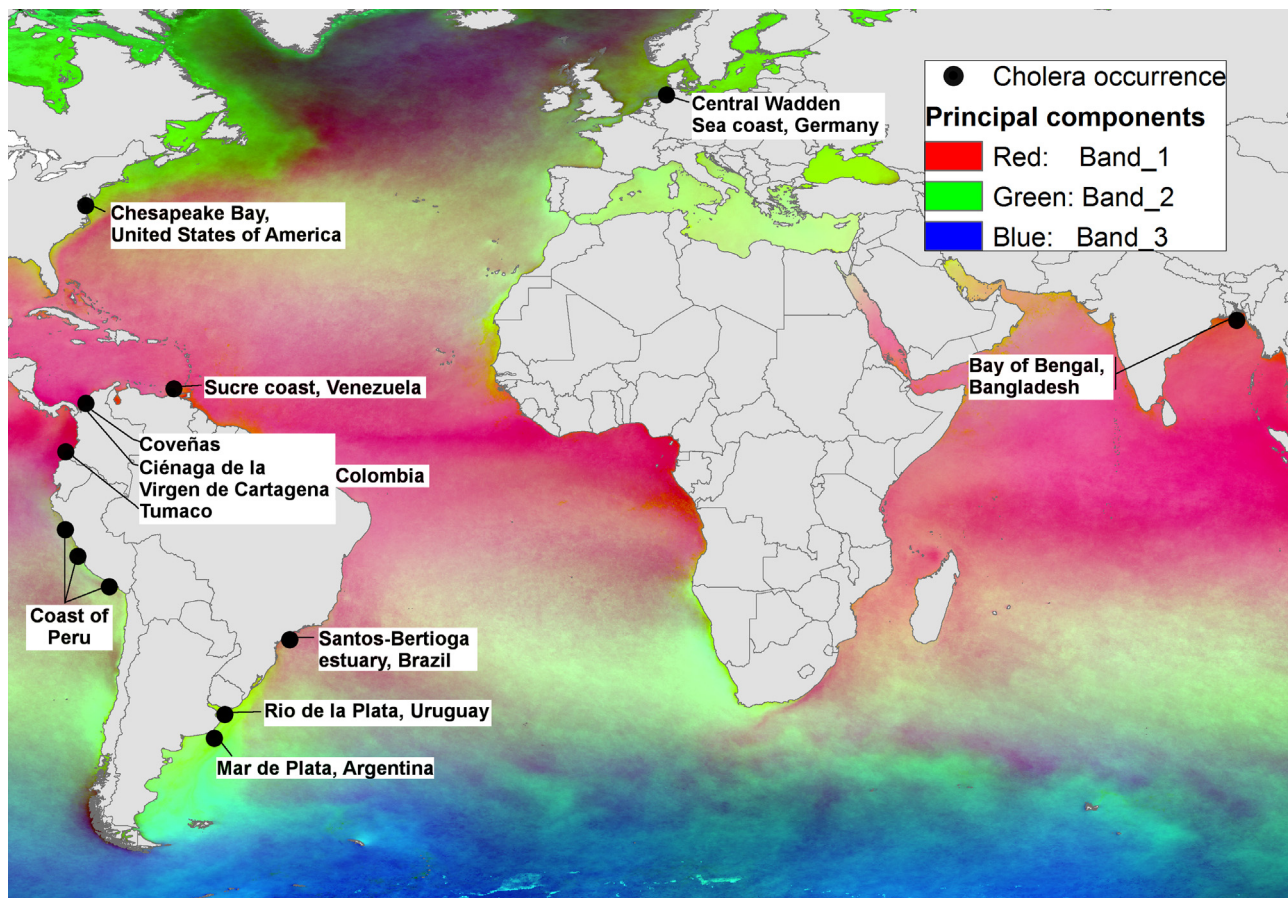 Cholera occurrence
Principal components
Red: Band_1
Green: Band_2
Blue: Band_3
Central Wadden
Sea coast, Germany
Chesapeake Bay,
United States of America
Bay of Bengal,
Bangladesh
Sucre coast, Venezuela
Coveñas
Ciénaga de la
Virgen de Cartagena
Tumaco
Colombia
Coast of
Peru
Santos-Bertioga
estuary, Brazil
Rio de la Plata, Uruguay
Mar de Plata, Argentina